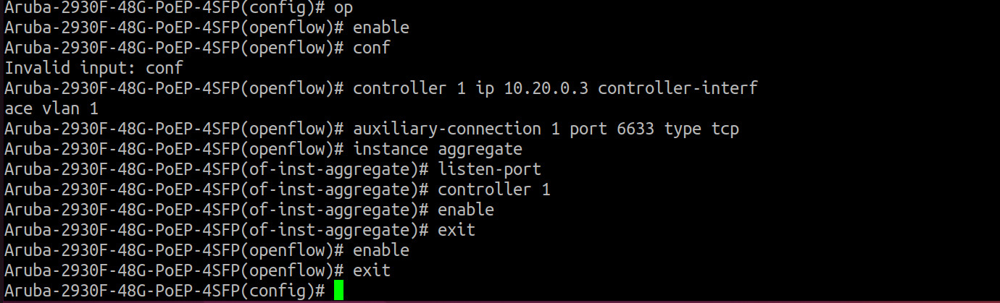 Aruba-2930F-48G-PoEP-4SFP(config)# op
Aruba-2930F-48G-PoEP-4SFP(openflow)# enable
Aruba-2930F-48G-PoEP-4SFP(openflow)# conf
Invalid input: conf
Aruba-2930F-48G-PoEP-4SFP(openflow)# controller 1 ip 10.20.0.3 controller-interf
ace vlan 1
Aruba-2930F-48G-PoEP-4SFP(openflow)# auxiliary-connection 1 port 6633 type tcp
Aruba-2930F-48G-PoEP-4SFP(openflow)# instance aggregate
Aruba-2930F-48G-PoEP-4SFP(of-inst-aggregate)# listen-port
Aruba-2930F-48G-PoEP-4SFP(of-inst-aggregate)# controller 1
Aruba-2930F-48G-PoEP-4SFP(of-inst-aggregate)# enable
Aruba-2930F-48G-PoEP-4SFP(of-inst-aggregate)# exit
Aruba-2930F-48G-PoEP-4SFP(openflow)# enable
Aruba-2930F-48G-PoEP-4SFP(openflow)# exit
Aruba-2930F-48G-PoEP-4SFP(config)#